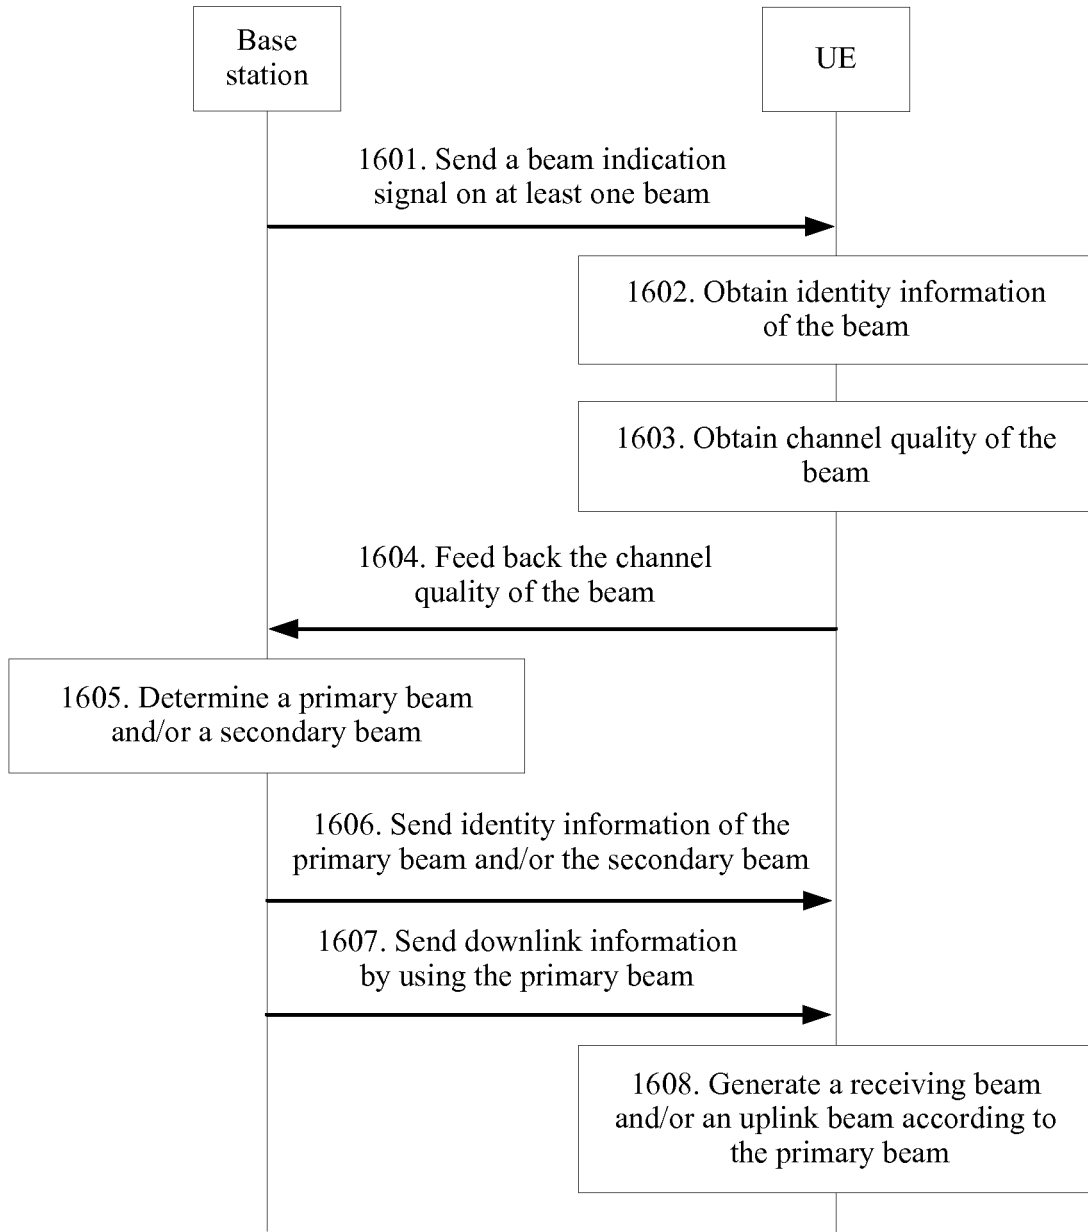 Base
station
UE
1601. Send a beam indication
signal on at least one beam
1602. Obtain identity information
of the beam
1603. Obtain channel quality of the
beam
1604. Feed back the channel
quality of the beam
1605. Determine a primary beam
and/or a secondary beam
1606. Send identity information of the
primary beam and/or the secondary beam
1607. Send downlink information
by using the primary beam
1608. Generate a receiving beam
and/or an uplink beam according to
the primary beam